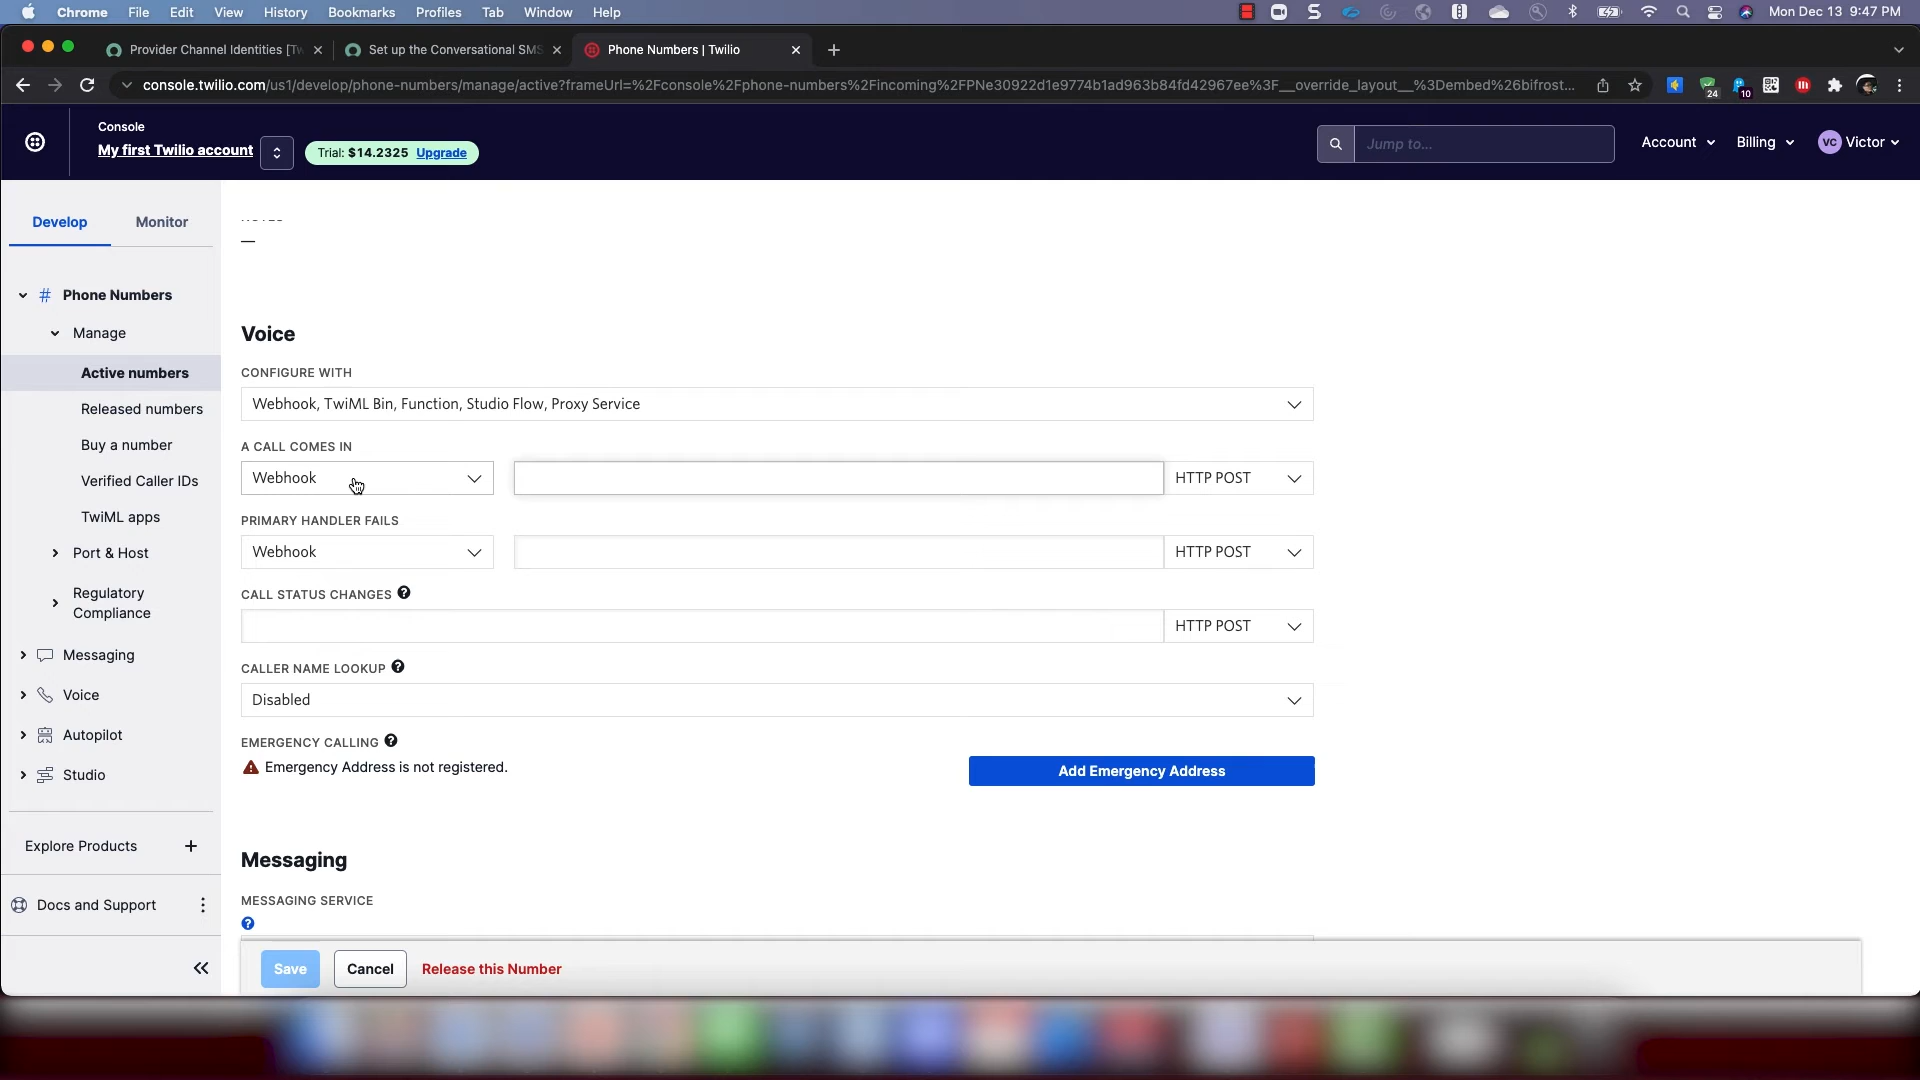 Chrome File Edit View History Bookmarks Profiles Tab Window Help Mon Dec 13 9:47 PM
Provider Channel Identities [Tw Set up the Conversational SMS Phone Numbers | Twilio
console.twilio.com/us1/develop/phone-numbers/manage/active?frameUrl=%2Fconsole%2Fphone-numbers%2Fincoming%2FPNe30922d1e9774b1ad963b84fd42967ee%3F__override_layout__%3Dembed%26bifrost... 24 10
Console
My first Twilio account Trial: $14.2325 Upgrade Jump to... Account Billing VC Victor
Develop Monitor
# Phone Numbers
Manage
Active numbers
Released numbers
Buy a number
Verified Caller IDs
TwiML apps
Port & Host
Regulatory
Compliance
Messaging
Voice
Autopilot
Studio
Explore Products +
Docs and Support
—
Voice
CONFIGURE WITH
Webhook, TwiML Bin, Function, Studio Flow, Proxy Service
A CALL COMES IN
Webhook HTTP POST
PRIMARY HANDLER FAILS
Webhook HTTP POST
CALL STATUS CHANGES ?
HTTP POST
CALLER NAME LOOKUP ?
Disabled
EMERGENCY CALLING ?
Emergency Address is not registered. Add Emergency Address
Messaging
MESSAGING SERVICE
?
Save Cancel Release this Number